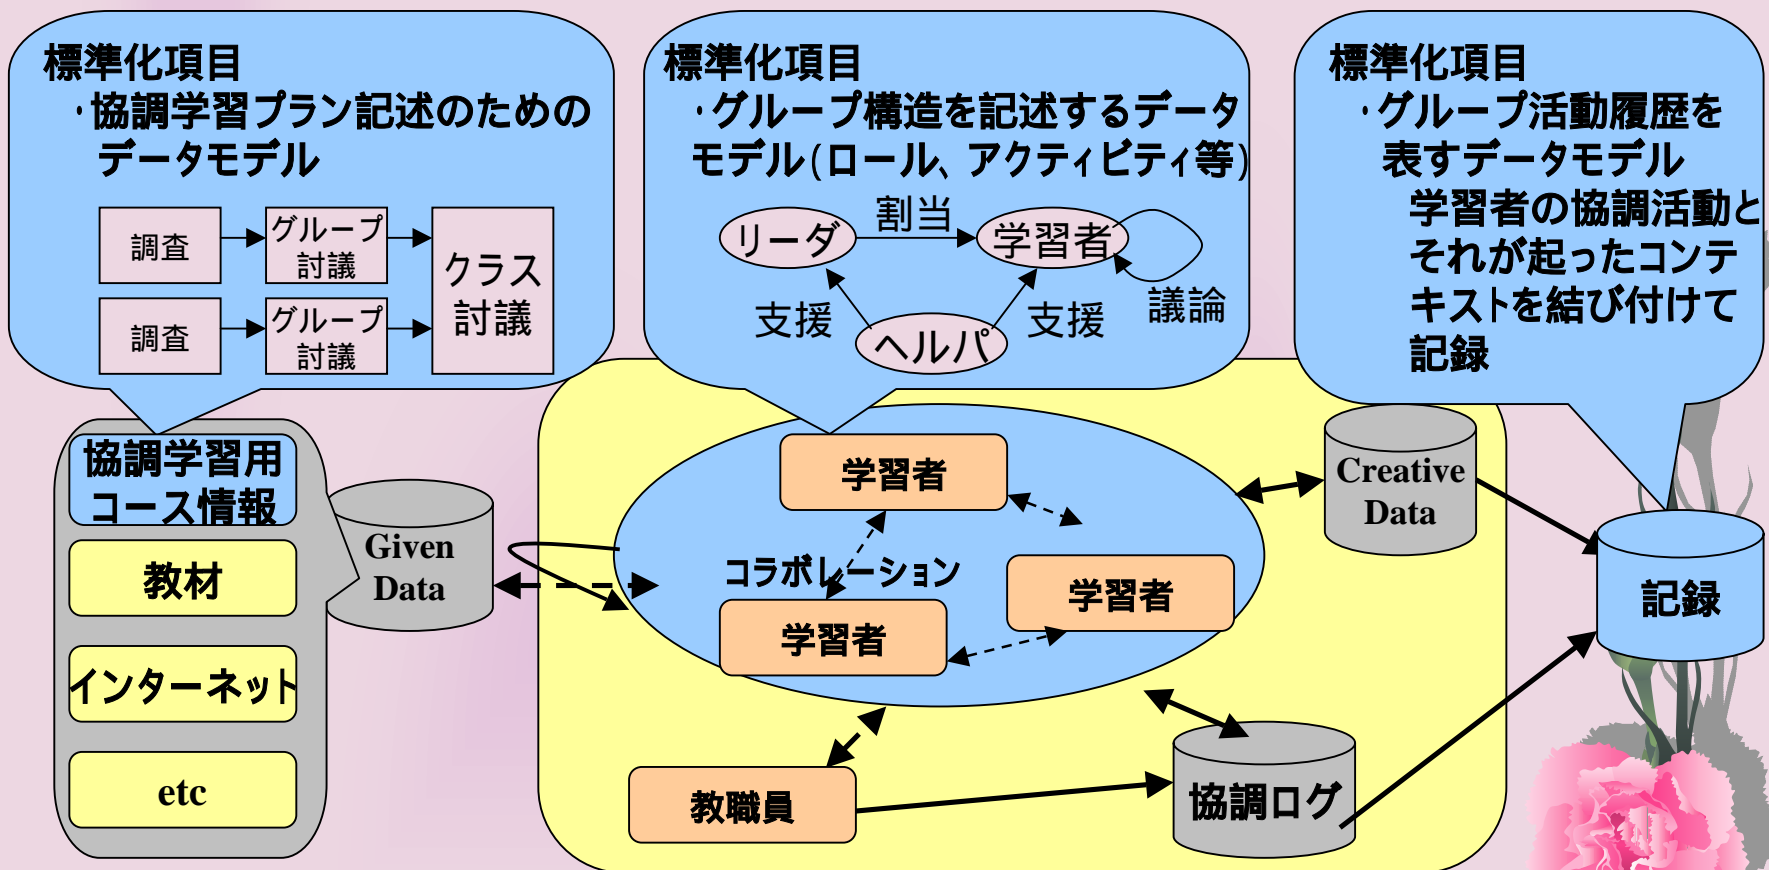 標準化項目
・協調学習プラン記述のための
データモデル
調査
グループ
討議
調査
グループ
討議
クラス
討議
標準化項目
・グループ構造を記述するデータ
モデル(ロール、アクティビティ等)
リーダ
割当
学習者
支援
ヘルパ
支援
議論
標準化項目
・グループ活動履歴を
表すデータモデル
学習者の協調活動と
それが起ったコンテ
キストを結び付けて
記録
協調学習用
コース情報
教材
インターネット
etc
Given
Data
学習者
コラボレーション
学習者
学習者
教職員
Creative
Data
協調ログ
記録